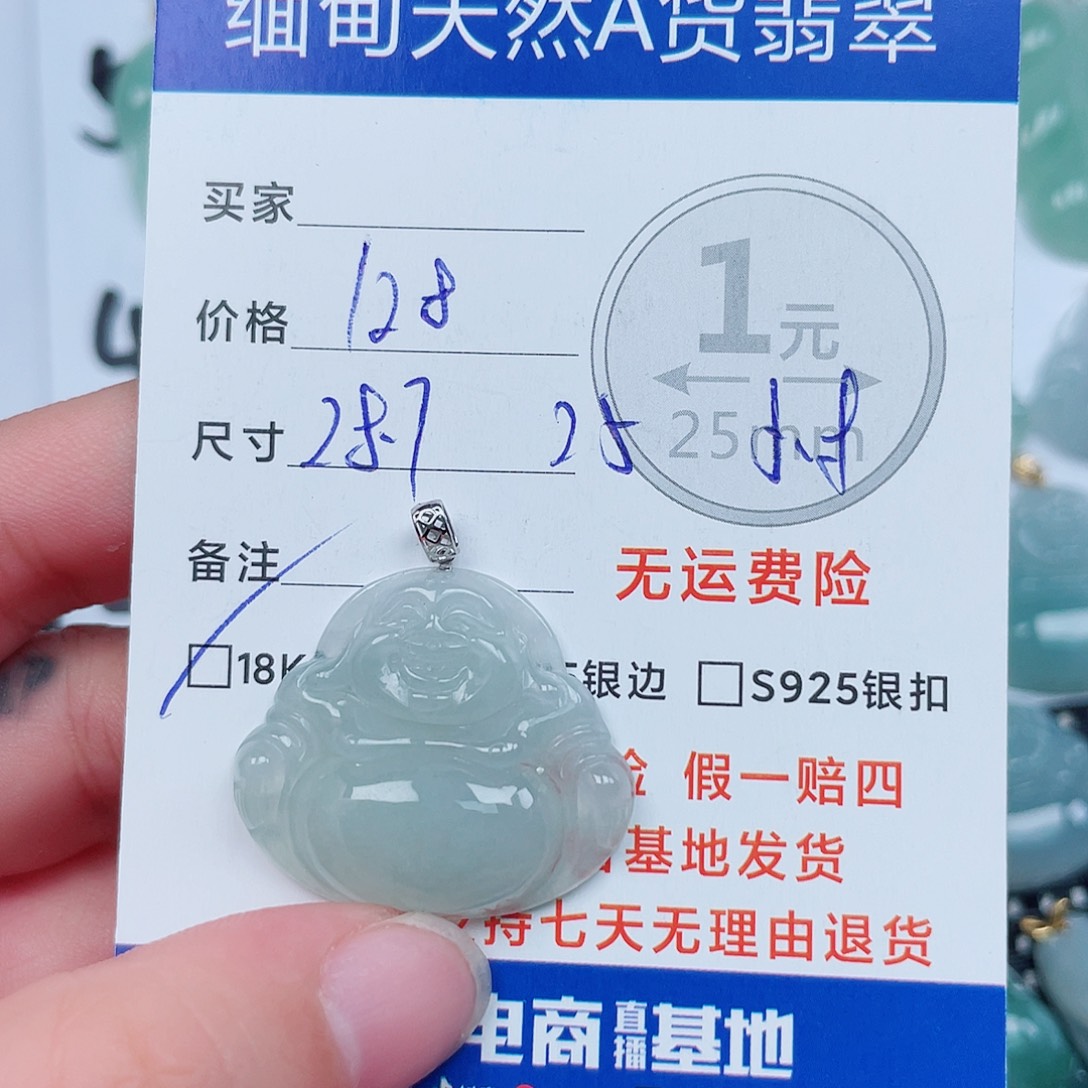 缅甸天然A货翡翠
买家
价格 128
1元
尺寸 28.7 25
25mm
备注
无运费险
18K 银边 S925银扣
假一赔四
基地发货
持七天无理由退货
电商直播基地